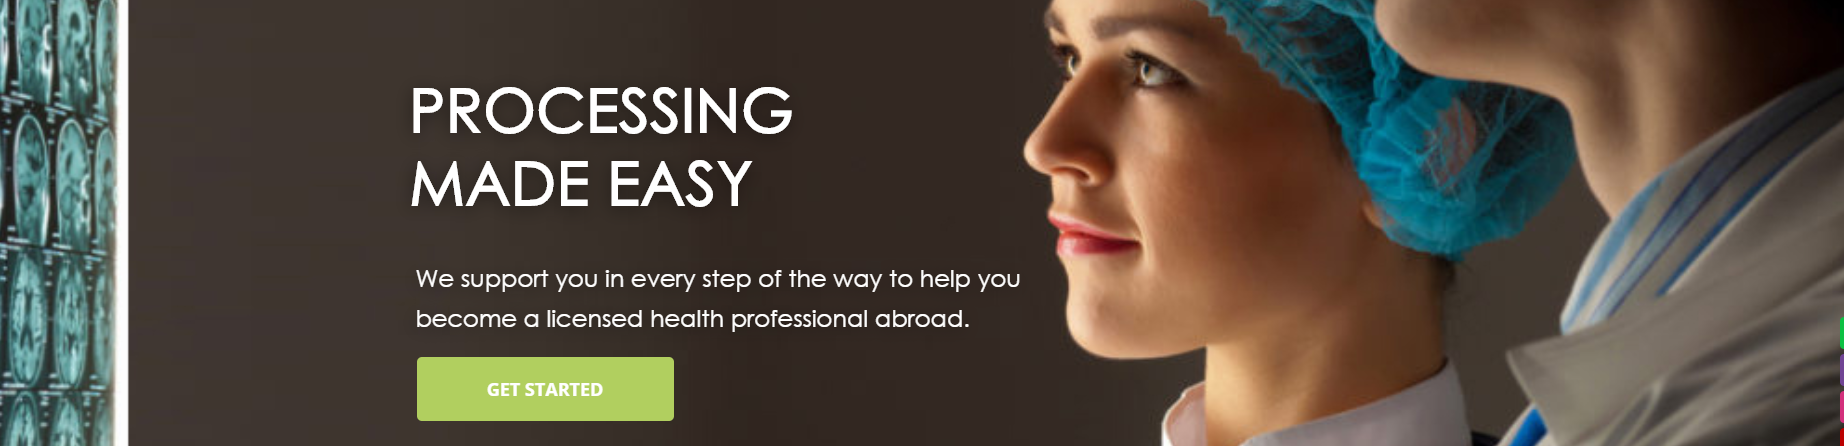 PROCESSING
MADE EASY
We support you in every step of the way to help you
become a licensed health professional abroad.
GET STARTED